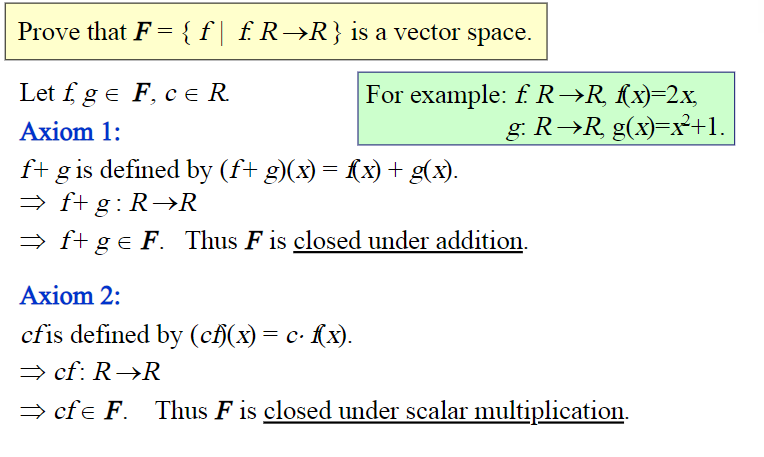 Prove that F = { f | f: R→R } is a vector space.
Let f, g ∈ F, c ∈ R.
For example: f: R→R, f(x)=2x,
g: R→R, g(x)=x²+1.
Axiom 1:
f+ g is defined by (f+ g)(x) = f(x) + g(x).
⇒ f+ g : R→R
⇒ f+ g ∈ F. Thus F is closed under addition.
Axiom 2:
cf is defined by (cf)(x) = c· f(x).
⇒ cf : R→R
⇒ cf ∈ F. Thus F is closed under scalar multiplication.